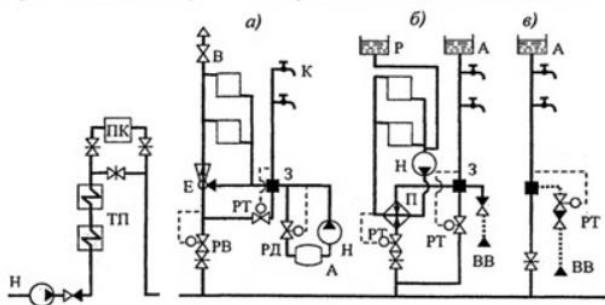 а) б) в)
В К Р А А
ПК
Н З
Е П
ТП РТ РТ РТ
РВ РД Н ВВ
Н А ВВ